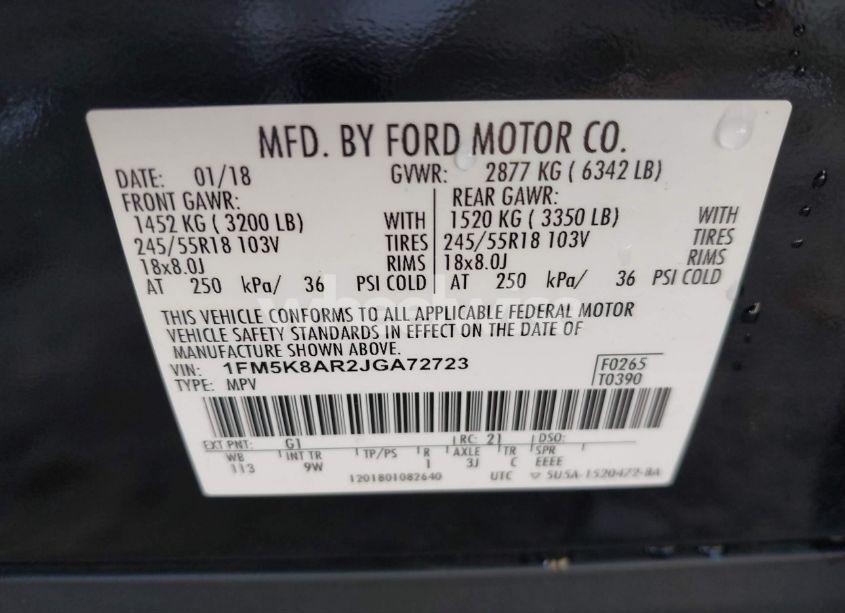 MFD. BY FORD MOTOR CO.
DATE: 01/18 GVWR: 2877 KG ( 6342 LB)
FRONT GAWR: REAR GAWR:
1452 KG ( 3200 LB) WITH 1520 KG ( 3350 LB) WITH
245/55R18 103V TIRES 245/55R18 103V TIRES
18x8.0J RIMS 18x8.0J RIMS
AT 250 kPa/ 36 PSI COLD AT 250 kPa/ 36 PSI COLD
THIS VEHICLE CONFORMS TO ALL APPLICABLE FEDERAL MOTOR
VEHICLE SAFETY STANDARDS IN EFFECT ON THE DATE OF
MANUFACTURE SHOWN ABOVE.
VIN: 1FM5K8AR2JGA72723 F0265
TYPE: MPV T0390
EXT PNT: G1 RC: 21 DSO:
WB INT TR TP/PS R AXLE TR SPR
113 9W 1 3J C EEEE
1201801082640 UTC 5U5A-1520472-BA